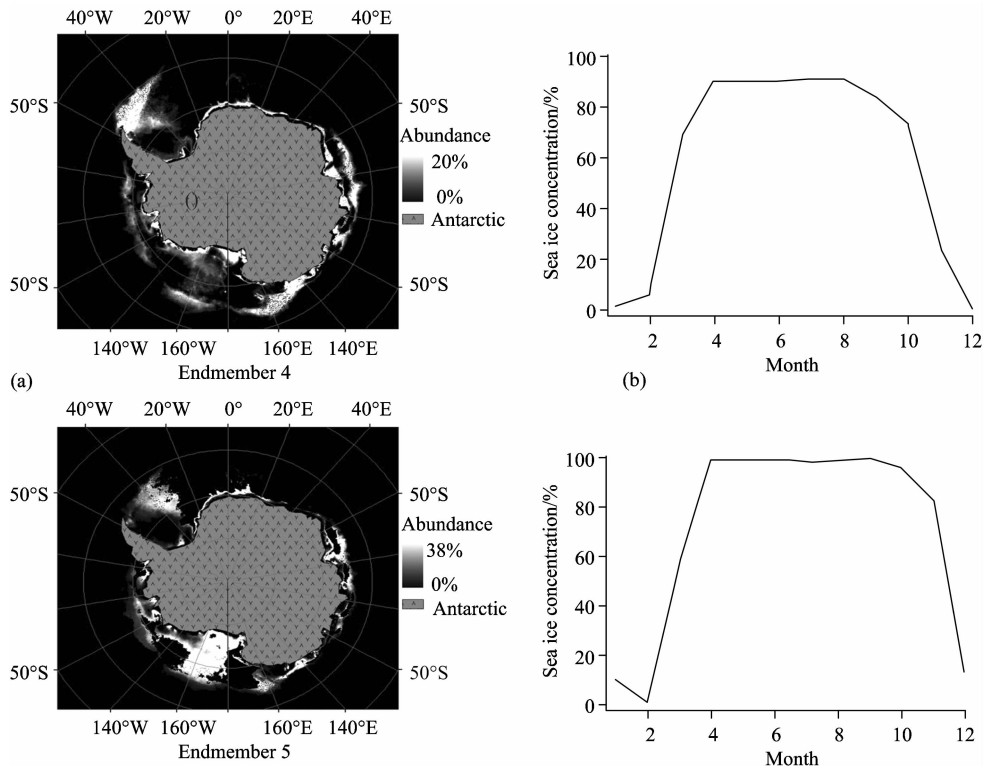 40°W 20°W 0° 20°E 40°E
50°S 50°S
Abundance
20%
0%
Antarctic
50°S 50°S
140°W 160°W 160°E 140°E
Endmember 4
(a)
100
80
60
40
20
0
Sea ice concentration/%
2 4 6 8 10 12
Month
(b)
40°W 20°W 0° 20°E 40°E
50°S 50°S
Abundance
38%
0%
Antarctic
50°S 50°S
140°W 160°W 160°E 140°E
Endmember 5
100
80
60
40
20
0
Sea ice concentration/%
2 4 6 8 10 12
Month